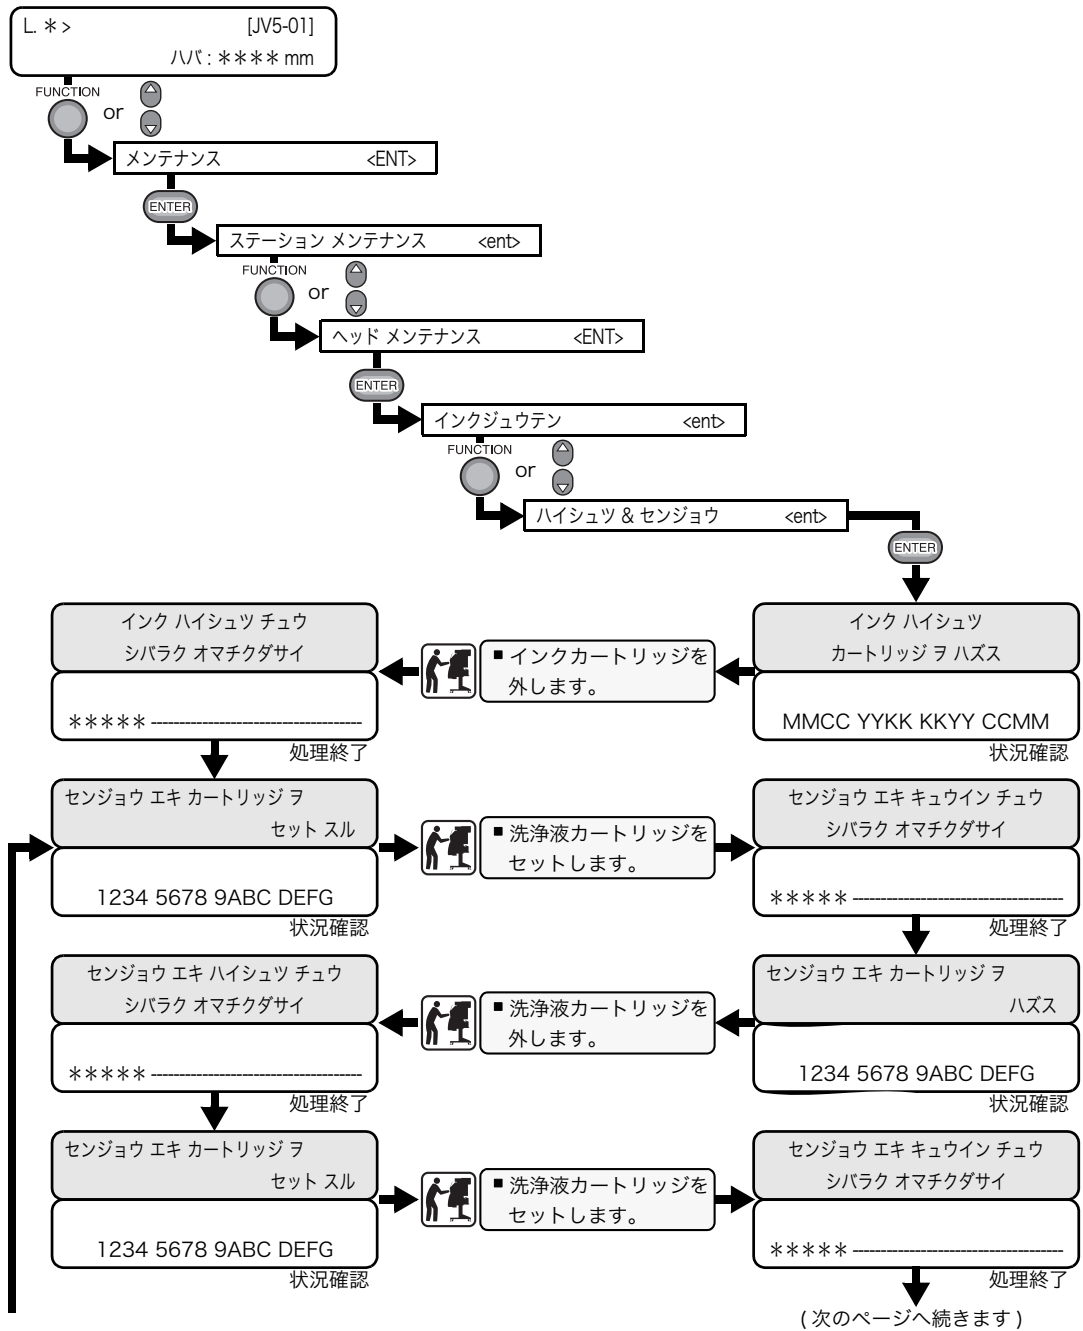 L. ＊> [JV5-01]
ハバ : ＊＊＊＊ mm
FUNCTION
or
メンテナンス <ENT>
ENTER
ステーション メンテナンス <ent>
FUNCTION
or
ヘッド メンテナンス <ENT>
ENTER
インクジュウテン <ent>
FUNCTION
or
ハイシュツ & センジョウ <ent>
ENTER
インク ハイシュツ
カートリッジ ヲ ハズス
MMCC YYKK KKYY CCMM
状況確認
■ インクカートリッジを
外します。
インク ハイシュツ チュウ
シバラク オマチクダサイ
＊＊＊＊＊ -------------------------------------
処理終了
センジョウ エキ カートリッジ ヲ
セット スル
1234 5678 9ABC DEFG
状況確認
■ 洗浄液カートリッジを
セットします。
センジョウ エキ キュウイン チュウ
シバラク オマチクダサイ
＊＊＊＊＊ -------------------------------------
処理終了
センジョウ エキ カートリッジ ヲ
ハズス
1234 5678 9ABC DEFG
状況確認
■ 洗浄液カートリッジを
外します。
センジョウ エキ ハイシュツ チュウ
シバラク オマチクダサイ
＊＊＊＊＊ -------------------------------------
処理終了
センジョウ エキ カートリッジ ヲ
セット スル
1234 5678 9ABC DEFG
状況確認
■ 洗浄液カートリッジを
セットします。
センジョウ エキ キュウイン チュウ
シバラク オマチクダサイ
＊＊＊＊＊ -------------------------------------
処理終了
( 次のページへ続きます )